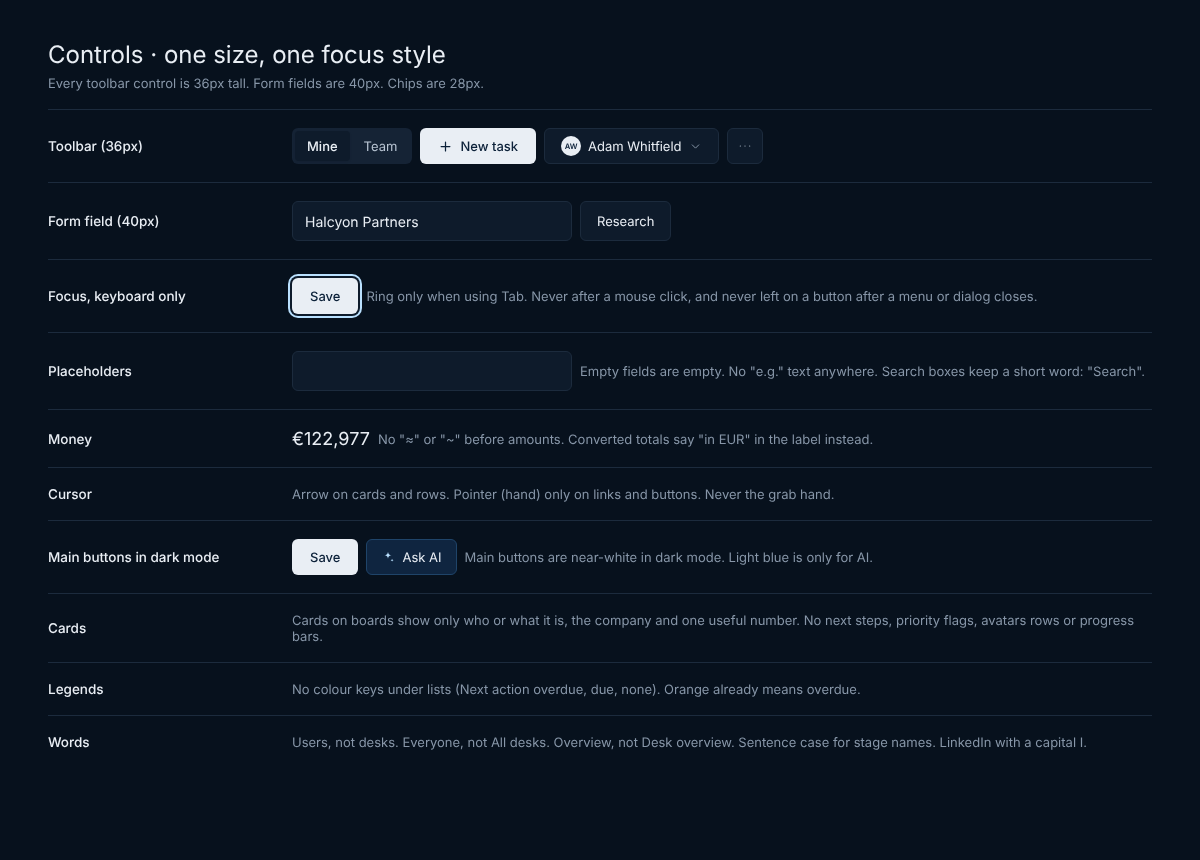 Controls · one size, one focus style
Every toolbar control is 36px tall. Form fields are 40px. Chips are 28px.
Toolbar (36px)
Mine Team + New task AW Adam Whitfield ···
Form field (40px)
Halcyon Partners Research
Focus, keyboard only
Save Ring only when using Tab. Never after a mouse click, and never left on a button after a menu or dialog closes.
Placeholders
Empty fields are empty. No "e.g." text anywhere. Search boxes keep a short word: "Search".
Money
€122,977 No "≈" or "~" before amounts. Converted totals say "in EUR" in the label instead.
Cursor
Arrow on cards and rows. Pointer (hand) only on links and buttons. Never the grab hand.
Main buttons in dark mode
Save Ask AI Main buttons are near-white in dark mode. Light blue is only for AI.
Cards
Cards on boards show only who or what it is, the company and one useful number. No next steps, priority flags, avatars rows or progress
bars.
Legends
No colour keys under lists (Next action overdue, due, none). Orange already means overdue.
Words
Users, not desks. Everyone, not All desks. Overview, not Desk overview. Sentence case for stage names. LinkedIn with a capital I.